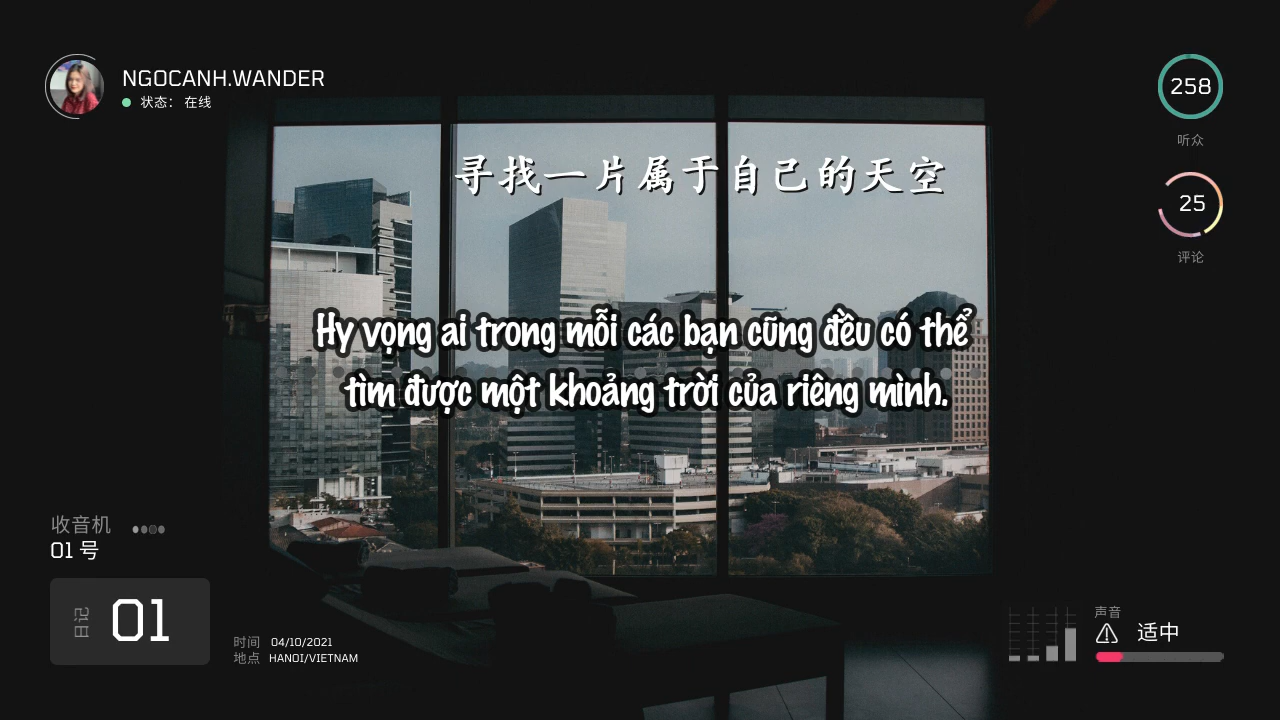 NGOCANH.WANDER
状态： 在线
258
听众
25
评论
寻找一片属于自己的天空
Hy vọng ai trong mỗi các bạn cũng đều có thể
tìm được một khoảng trời của riêng mình.
收音机
01 号
日记
01
时间 04/10/2021
地点 HANOI/VIETNAM
声音
适中